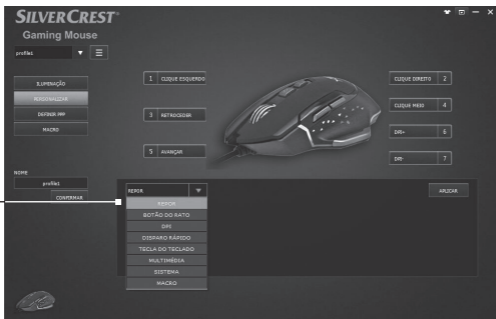 SILVERCREST®
Gaming Mouse
profile1
ILUMINAÇÃO
PERSONALIZAR
DEFINIR PPP
MACRO
NOME
profile1
CONFIRMAR
1 CLIQUE ESQUERDO
3 RETROCEDER
5 AVANÇAR
CLIQUE DIREITO 2
CLIQUE MEIO 4
DPI+ 6
DPI- 7
REPOR
APLICAR
REPOR
BOTÃO DO RATO
DPI
DISPARO RÁPIDO
TECLA DO TECLADO
MULTIMÉDIA
SISTEMA
MACRO